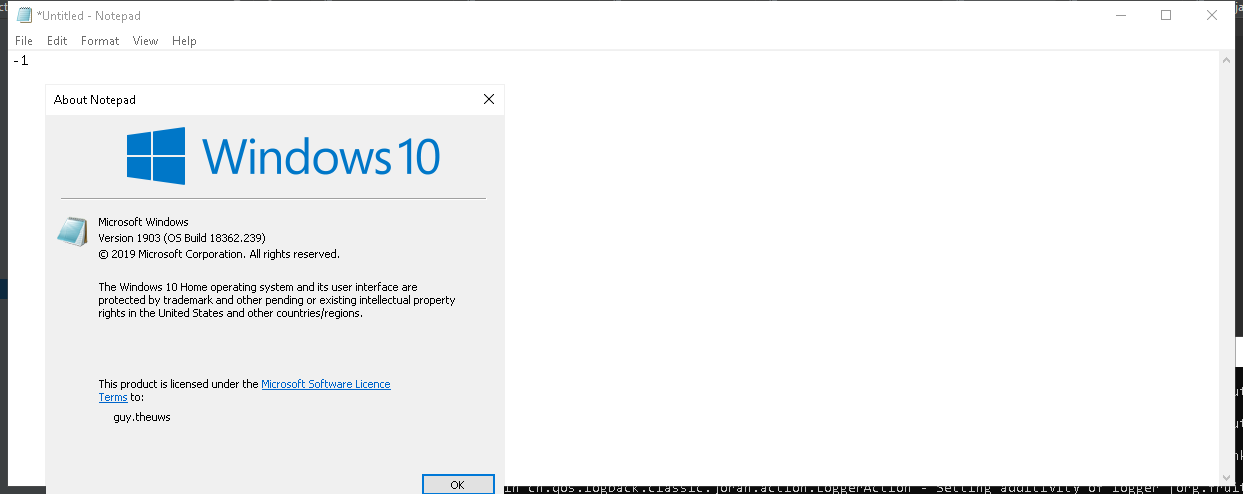 *Untitled - Notepad
File Edit Format View Help
-1
About Notepad
Windows 10
Microsoft Windows
Version 1903 (OS Build 18362.239)
© 2019 Microsoft Corporation. All rights reserved.
The Windows 10 Home operating system and its user interface are
protected by trademark and other pending or existing intellectual property
rights in the United States and other countries/regions.
This product is licensed under the Microsoft Software Licence
Terms to:
guy.theuws
OK
in ch.qos.logback.classic.joran.action.LoggerAction - Setting additivity of logger